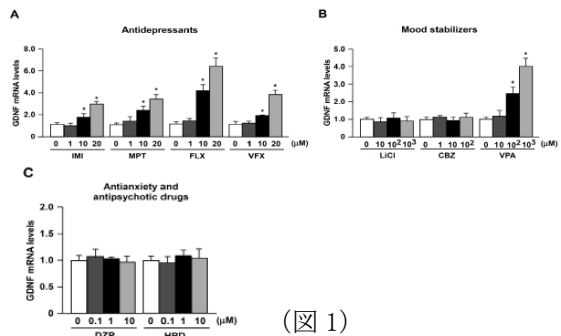 A
Antidepressants
GDNF mRNA levels
8.0
6.0
4.0
2.0
0
* * * * * * * *
0 1 10 20 0 1 10 20 0 1 10 20 0 1 10 20 (μM)
IMI MPT FLX VFX
B
Mood stabilizers
GDNF mRNA levels
5.0
4.0
3.0
2.0
1.0
0
* *
0 10 10² 10³ 0 1 10 10² 0 10 10² 10³ (μM)
LiCl CBZ VPA
C
Antianxiety and
antipsychotic drugs
GDNF mRNA levels
2.0
1.5
1.0
0.5
0
0 0.1 1 10 0 0.1 1 10 (μM)
DZP HPD
(図 1)